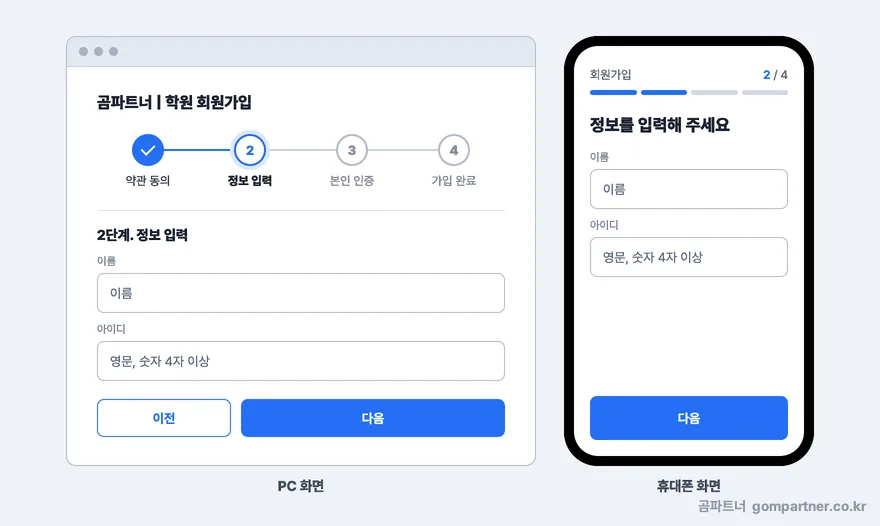 곰파트너 | 학원 회원가입
2
3
4
약관 동의
정보 입력
본인 인증
가입 완료
2단계. 정보 입력
이름
이름
아이디
영문, 숫자 4자 이상
이전
다음
PC 화면
회원가입
2 / 4
정보를 입력해 주세요
이름
이름
아이디
영문, 숫자 4자 이상
다음
휴대폰 화면
곰파트너 gompartner.co.kr